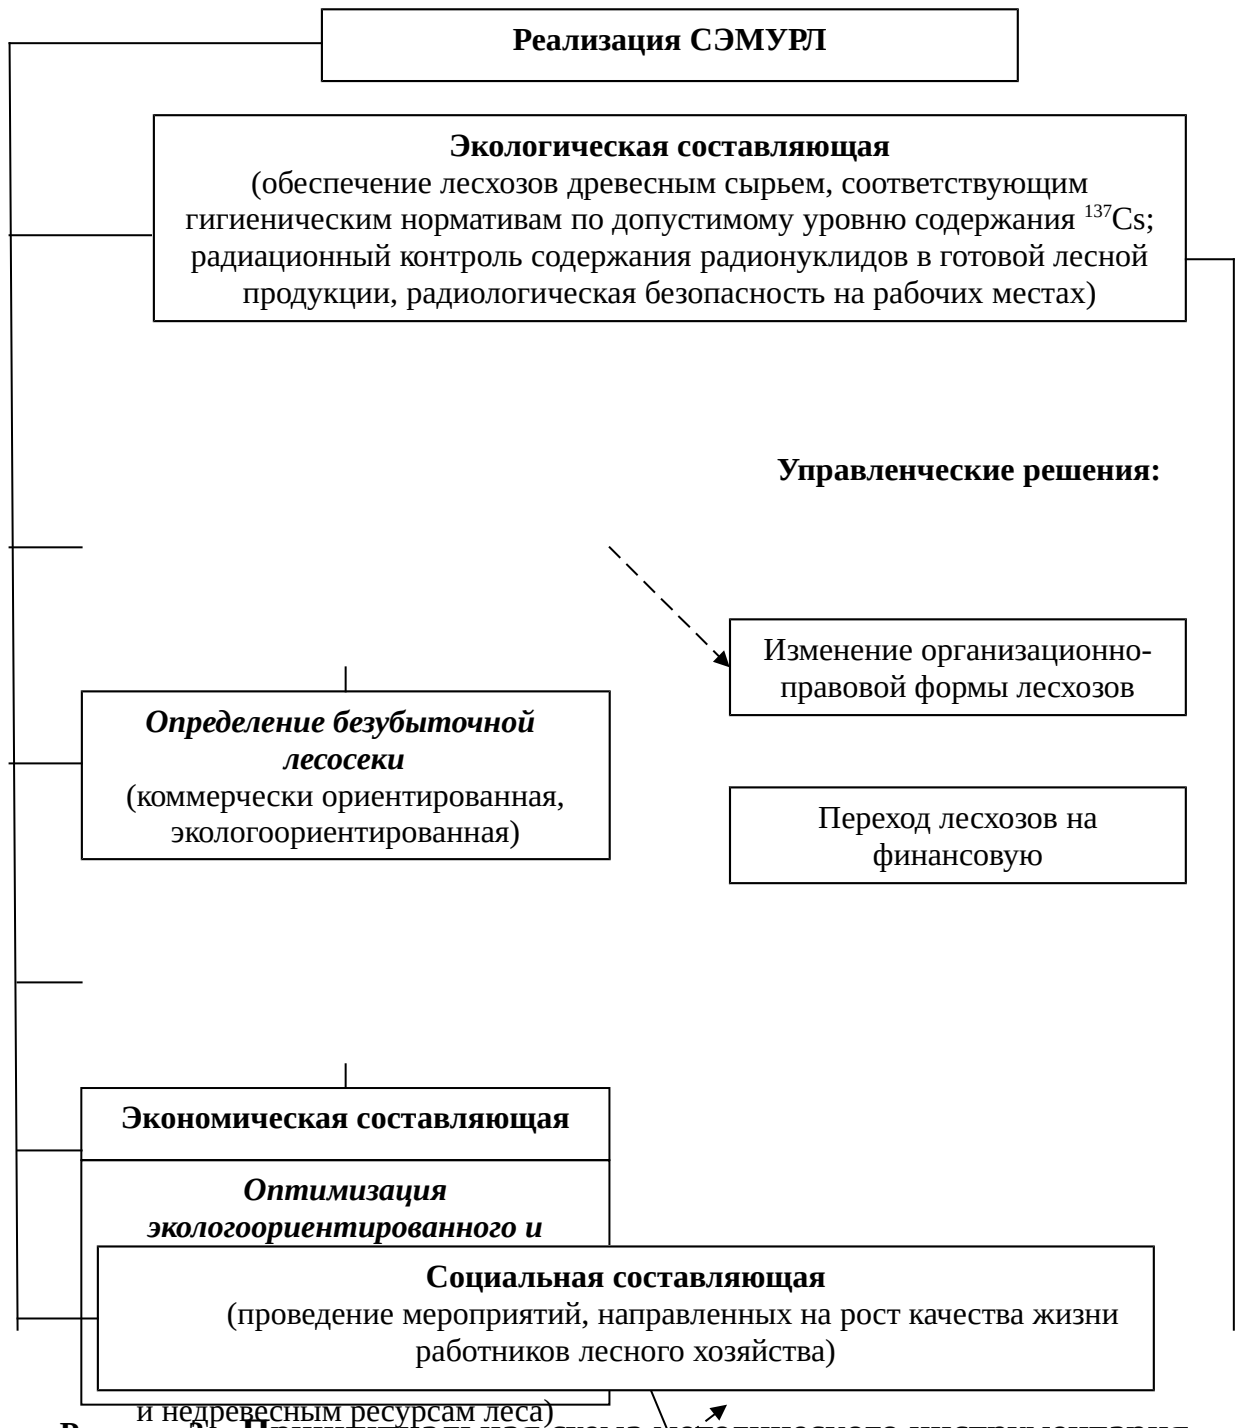 Реализация СЭМУРЛ
Экологическая составляющая
(обеспечение лесхозов древесным сырьем, соответствующим
гигиеническим нормативам по допустимому уровню содержания ¹³⁷Cs;
радиационный контроль содержания радионуклидов в готовой лесной
продукции, радиологическая безопасность на рабочих местах)
Управленческие решения:
Изменение организационно-
правовой формы лесхозов
Определение безубыточной
лесосеки
(коммерчески ориентированная,
экологоориентированная)
Переход лесхозов на
финансовую
Экономическая составляющая
Оптимизация
экологоориентированного и
Социальная составляющая
(проведение мероприятий, направленных на рост качества жизни
работников лесного хозяйства)
и недревесным ресурсам леса)
схема методического инструментария